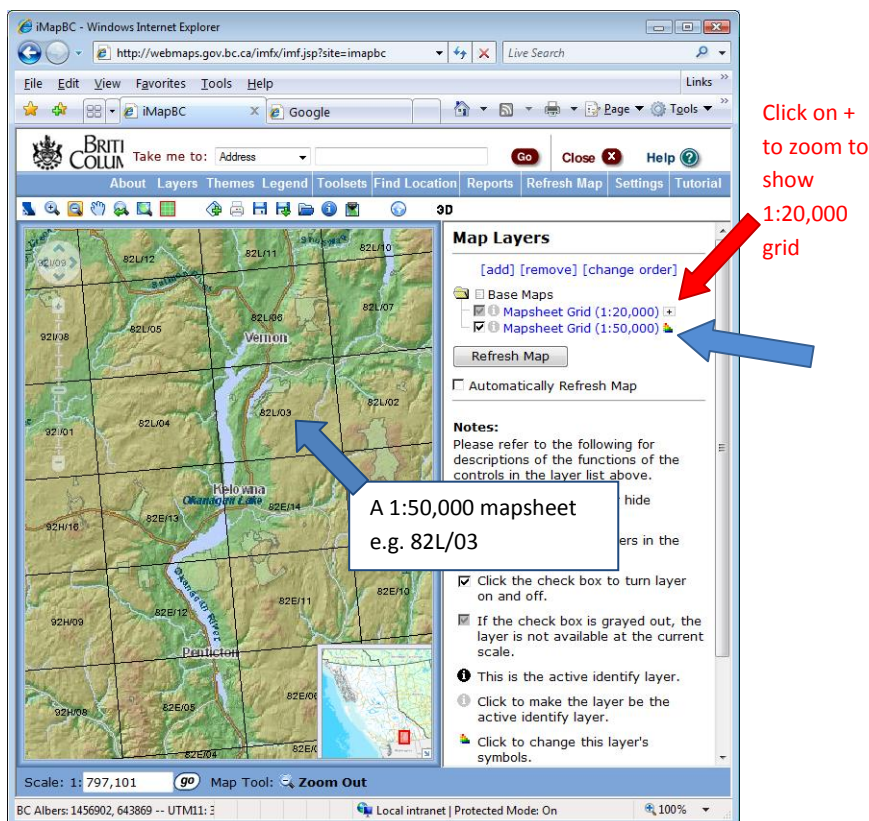 iMapBC - Windows Internet Explorer
http://webmaps.gov.bc.ca/imfx/imf.jsp?site=imapbc
Live Search
File Edit View Favorites Tools Help
Links
iMapBC
Google
Page Tools
BRITI
COLUN
Take me to: Address
Go
Close
Help
About Layers Themes Legend Toolsets Find Location Reports Refresh Map Settings Tutorial
3D
92I/09
82L/12
82L/11
82L/10
92I/08
82L/05
82L/06
82L/07
Vernon
92I/01
82L/04
82L/03
82L/02
Kelowna
Okanagan Lake
92H/16
82E/13
82E/14
92H/09
82E/12
82E/11
82E/10
Okanagan River
Penticton
92H/08
82E/05
82E/04
Map Layers
[add] [remove] [change order]
Base Maps
Mapsheet Grid (1:20,000) +
Mapsheet Grid (1:50,000)
Refresh Map
Automatically Refresh Map
Notes:
Please refer to the following for
descriptions of the functions of the
controls in the layer list above.
hide
ers in the
Click the check box to turn layer
on and off.
If the check box is grayed out, the
layer is not available at the current
scale.
This is the active identify layer.
Click to make the layer be the
active identify layer.
Click to change this layer's
symbols.
A 1:50,000 mapsheet
e.g. 82L/03
Click on +
to zoom to
show
1:20,000
grid
Scale: 1: 797,101 go Map Tool: Zoom Out
BC Albers: 1456902, 643869 -- UTM11: 3
Local intranet | Protected Mode: On
100%